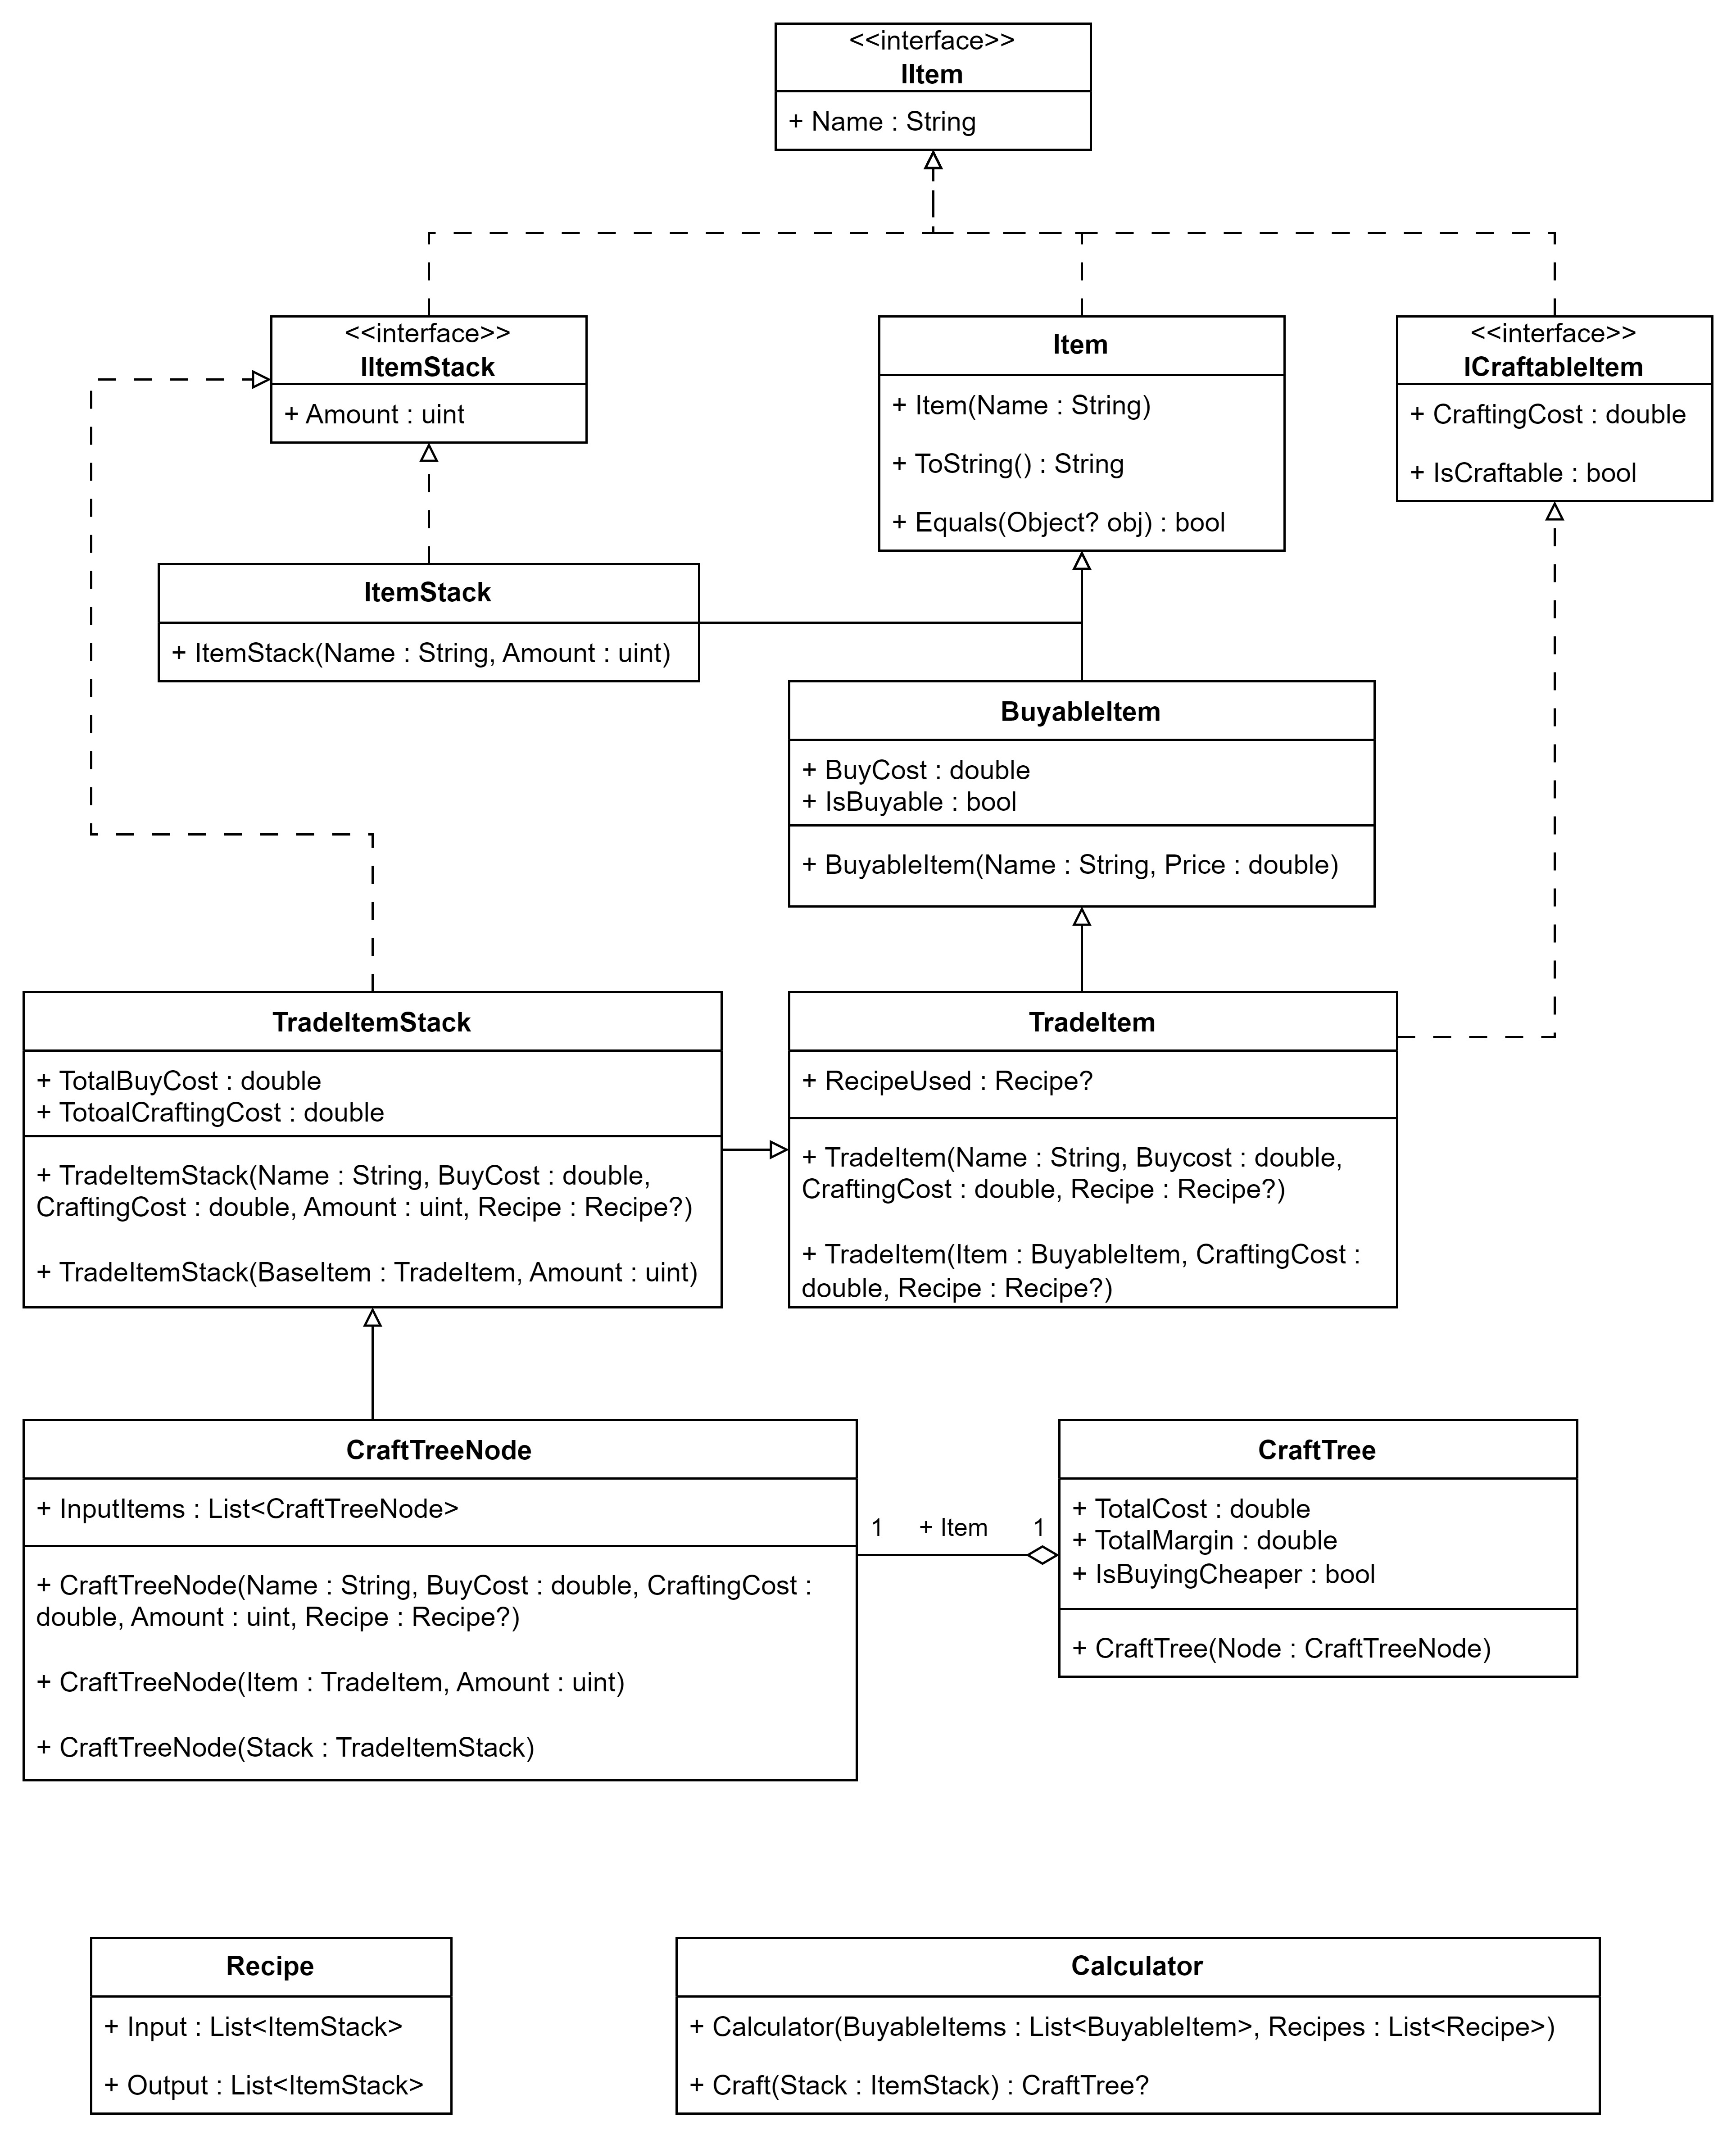 <<interface>>
IItem
+ Name : String
<<interface>>
IItemStack
+ Amount : uint
Item
+ Item(Name : String)
+ ToString() : String
+ Equals(Object? obj) : bool
<<interface>>
ICraftableItem
+ CraftingCost : double
+ IsCraftable : bool
ItemStack
+ ItemStack(Name : String, Amount : uint)
BuyableItem
+ BuyCost : double
+ IsBuyable : bool
+ BuyableItem(Name : String, Price : double)
TradeItemStack
+ TotalBuyCost : double
+ TotoalCraftingCost : double
+ TradeItemStack(Name : String, BuyCost : double,
CraftingCost : double, Amount : uint, Recipe : Recipe?)
+ TradeItemStack(BaseItem : TradeItem, Amount : uint)
TradeItem
+ RecipeUsed : Recipe?
+ TradeItem(Name : String, Buycost : double,
CraftingCost : double, Recipe : Recipe?)
+ TradeItem(Item : BuyableItem, CraftingCost :
double, Recipe : Recipe?)
CraftTreeNode
+ InputItems : List<CraftTreeNode>
+ CraftTreeNode(Name : String, BuyCost : double, CraftingCost :
double, Amount : uint, Recipe : Recipe?)
+ CraftTreeNode(Item : TradeItem, Amount : uint)
+ CraftTreeNode(Stack : TradeItemStack)
1 + Item 1
CraftTree
+ TotalCost : double
+ TotalMargin : double
+ IsBuyingCheaper : bool
+ CraftTree(Node : CraftTreeNode)
Recipe
+ Input : List<ItemStack>
+ Output : List<ItemStack>
Calculator
+ Calculator(BuyableItems : List<BuyableItem>, Recipes : List<Recipe>)
+ Craft(Stack : ItemStack) : CraftTree?